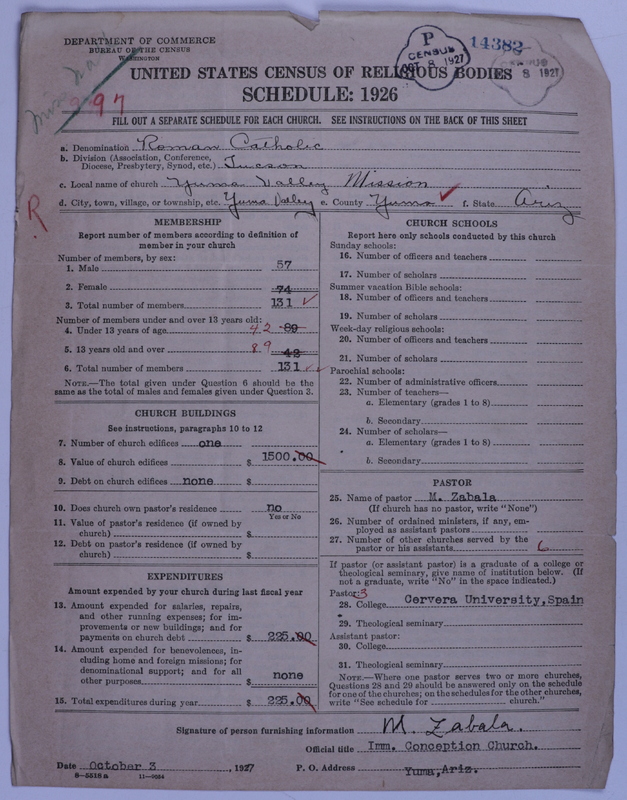 DEPARTMENT OF COMMERCE
BUREAU OF THE CENSUS
WASHINGTON
P
CENSUS
OCT 8 1927
14382
CENSUS
8 1927
997
UNITED STATES CENSUS OF RELIGIOUS BODIES
SCHEDULE: 1926
FILL OUT A SEPARATE SCHEDULE FOR EACH CHURCH. SEE INSTRUCTIONS ON THE BACK OF THIS SHEET
a. Denomination Roman Catholic
b. Division (Association, Conference, Diocese, Presbytery, Synod, etc.) Tucson
c. Local name of church Yuma Valley Mission
d. City, town, village, or township, etc. Yuma Valley e. County Yuma f. State Ariz
R
MEMBERSHIP
Report number of members according to definition of
member in your church
Number of members, by sex:
1. Male 57
2. Female 74
3. Total number of members 131
Number of members under and over 13 years old:
4. Under 13 years of age 42 89
5. 13 years old and over 89 42
6. Total number of members 131
NOTE.—The total given under Question 6 should be the
same as the total of males and females given under Question 3.
CHURCH BUILDINGS
See instructions, paragraphs 10 to 12
7. Number of church edifices one
8. Value of church edifices $ 1500.00
9. Debt on church edifices none $
10. Does church own pastor's residence no
Yes or No
11. Value of pastor's residence (if owned by
church) $
12. Debt on pastor's residence (if owned by
church) $
EXPENDITURES
Amount expended by your church during last fiscal year
13. Amount expended for salaries, repairs,
and other running expenses; for im-
provements or new buildings; and for
payments on church debt $ 225.00
14. Amount expended for benevolences, in-
cluding home and foreign missions; for
denominational support; and for all
other purposes $ none
15. Total expenditures during year $ 225.00
CHURCH SCHOOLS
Report here only schools conducted by this church
Sunday schools:
16. Number of officers and teachers
17. Number of scholars
Summer vacation Bible schools:
18. Number of officers and teachers
19. Number of scholars
Week-day religious schools:
20. Number of officers and teachers
21. Number of scholars
Parochial schools:
22. Number of administrative officers
23. Number of teachers—
a. Elementary (grades 1 to 8)
b. Secondary
24. Number of scholars—
a. Elementary (grades 1 to 8)
b. Secondary
PASTOR
25. Name of pastor M. Zabala
(If church has no pastor, write "None")
26. Number of ordained ministers, if any, em-
ployed as assistant pastors
27. Number of other churches served by the
pastor or his assistants 6
If pastor (or assistant pastor) is a graduate of a college or
theological seminary, give name of institution below. (If
not a graduate, write "No" in the space indicated.)
Pastor: 3
28. College Cervera University, Spain
29. Theological seminary
Assistant pastor:
30. College
31. Theological seminary
NOTE.—Where one pastor serves two or more churches,
Questions 28 and 29 should be answered only on the schedule
for one of the churches; on the schedules for the other churches,
write "See schedule for church."
Signature of person furnishing information M. Zabala.
Official title Imm. Conception Church.
Date October 3, 1927 P. O. Address Yuma, Ariz.
8—5518 a 11—9054